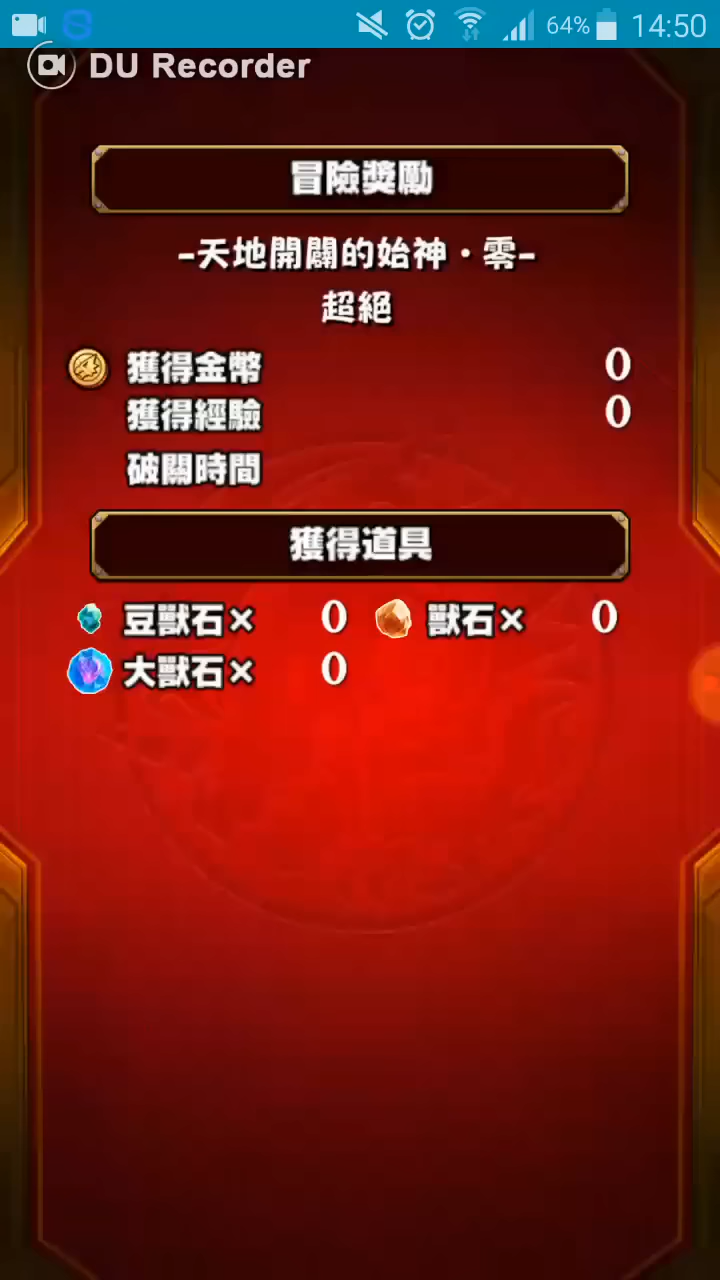 64% 14:50
DU Recorder
冒險獎勵
-天地開闢的始神・零-
超絕
獲得金幣 0
獲得經驗 0
破關時間
獲得道具
豆獸石× 0 獸石× 0
大獸石× 0